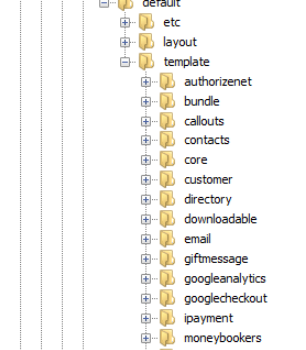 default
etc
layout
template
authorizenet
bundle
callouts
contacts
core
customer
directory
downloadable
email
giftmessage
googleanalytics
googlecheckout
ipayment
moneybookers